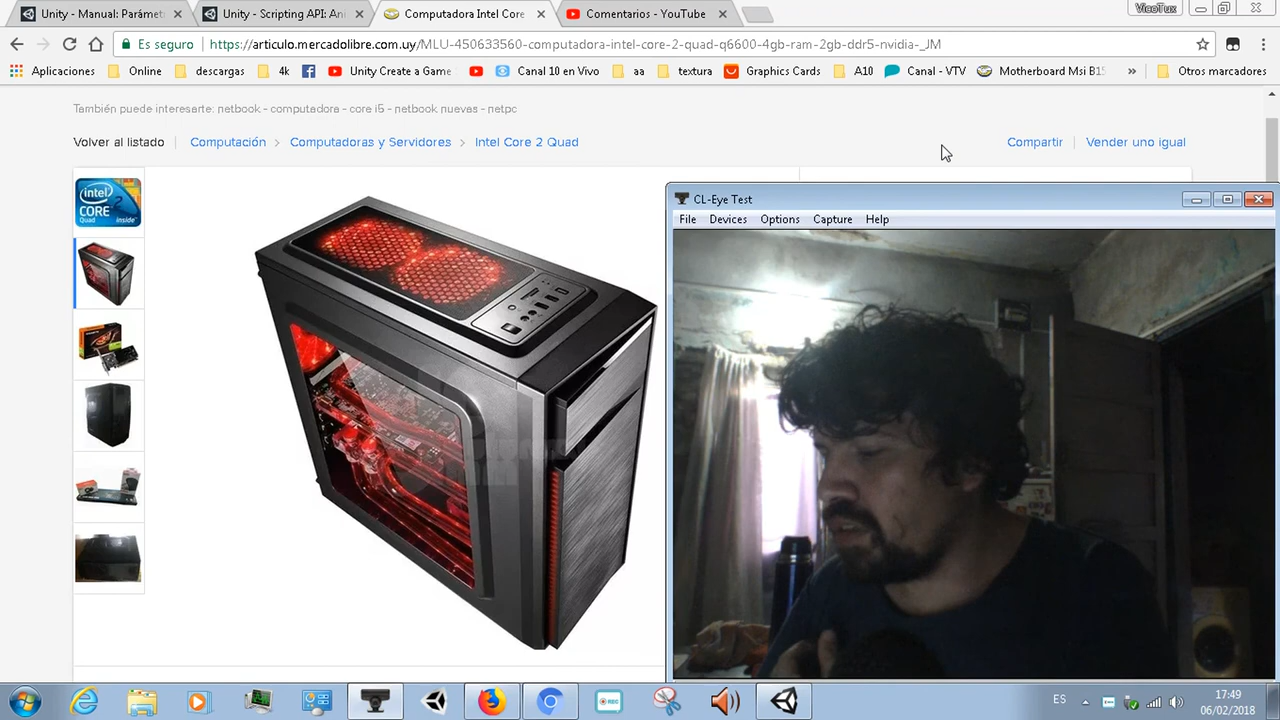 Unity - Manual: Parámet
Unity - Scripting API: Ani
Computadora Intel Core
Comentarios - YouTube
VicoTux
Es seguro
https://articulo.mercadolibre.com.uy/MLU-450633560-computadora-intel-core-2-quad-q6600-4gb-ram-2gb-ddr5-nvidia-_JM
Aplicaciones
Online
descargas
4k
Unity Create a Game
Canal 10 en Vivo
aa
textura
Graphics Cards
A10
Canal - VTV
Motherboard Msi B15
»
Otros marcadores
También puede interesarte: netbook - computadora - core i5 - netbook nuevas - netpc
Volver al listado
Computación
Computadoras y Servidores
Intel Core 2 Quad
Compartir
Vender uno igual
intel
CORE 2
Quad inside
CL-Eye Test
File Devices Options Capture Help
REC
ES
17:49
06/02/2018